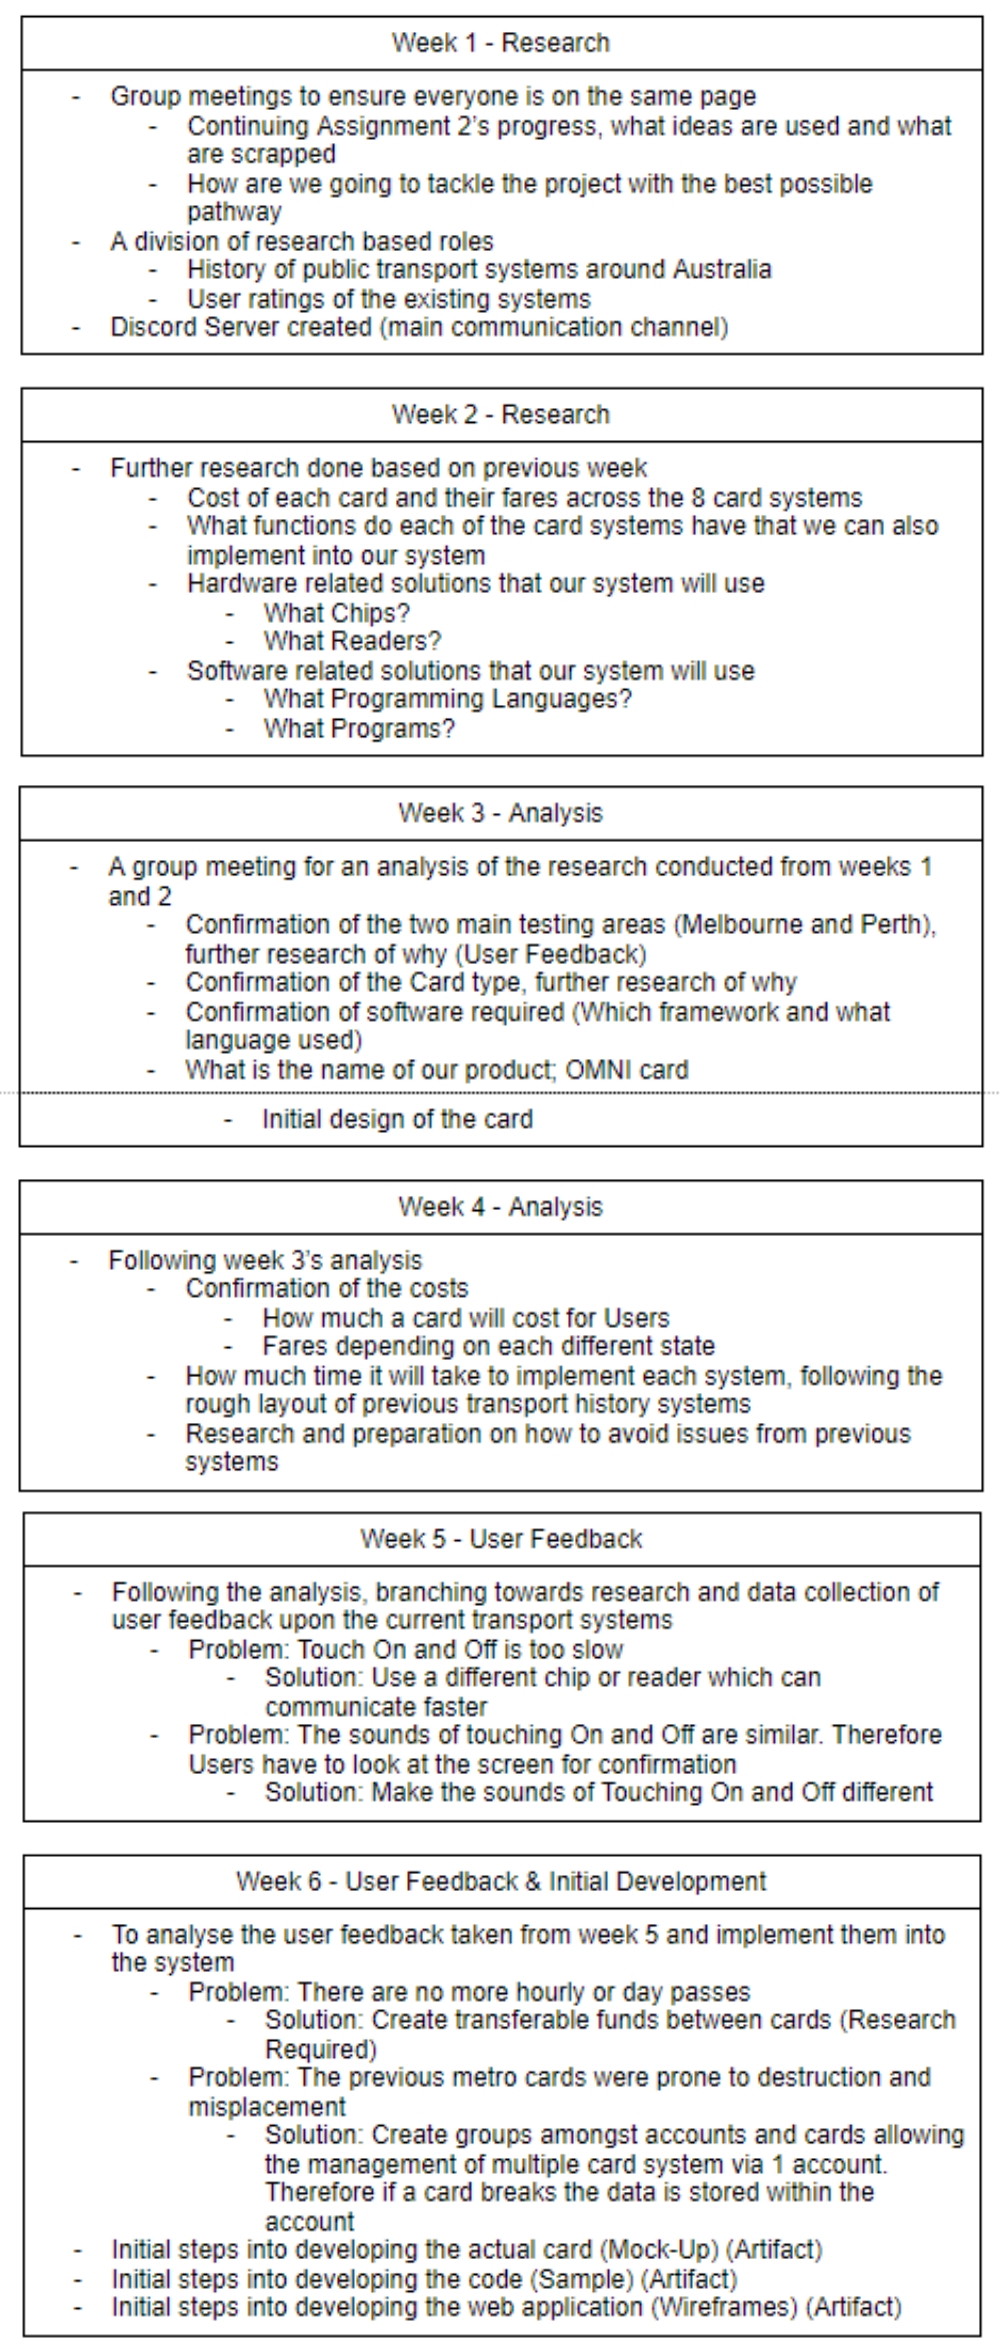 Week 1 - Research
- Group meetings to ensure everyone is on the same page
- Continuing Assignment 2's progress, what ideas are used and what
are scrapped
- How are we going to tackle the project with the best possible
pathway
- A division of research based roles
- History of public transport systems around Australia
- User ratings of the existing systems
- Discord Server created (main communication channel)
Week 2 - Research
- Further research done based on previous week
- Cost of each card and their fares across the 8 card systems
- What functions do each of the card systems have that we can also
implement into our system
- Hardware related solutions that our system will use
- What Chips?
- What Readers?
- Software related solutions that our system will use
- What Programming Languages?
- What Programs?
Week 3 - Analysis
- A group meeting for an analysis of the research conducted from weeks 1
and 2
- Confirmation of the two main testing areas (Melbourne and Perth),
further research of why (User Feedback)
- Confirmation of the Card type, further research of why
- Confirmation of software required (Which framework and what
language used)
- What is the name of our product; OMNI card
- Initial design of the card
Week 4 - Analysis
- Following week 3's analysis
- Confirmation of the costs
- How much a card will cost for Users
- Fares depending on each different state
- How much time it will take to implement each system, following the
rough layout of previous transport history systems
- Research and preparation on how to avoid issues from previous
systems
Week 5 - User Feedback
- Following the analysis, branching towards research and data collection of
user feedback upon the current transport systems
- Problem: Touch On and Off is too slow
- Solution: Use a different chip or reader which can
communicate faster
- Problem: The sounds of touching On and Off are similar. Therefore
Users have to look at the screen for confirmation
- Solution: Make the sounds of Touching On and Off different
Week 6 - User Feedback & Initial Development
- To analyse the user feedback taken from week 5 and implement them into
the system
- Problem: There are no more hourly or day passes
- Solution: Create transferable funds between cards (Research
Required)
- Problem: The previous metro cards were prone to destruction and
misplacement
- Solution: Create groups amongst accounts and cards allowing
the management of multiple card system via 1 account.
Therefore if a card breaks the data is stored within the
account
- Initial steps into developing the actual card (Mock-Up) (Artifact)
- Initial steps into developing the code (Sample) (Artifact)
- Initial steps into developing the web application (Wireframes) (Artifact)